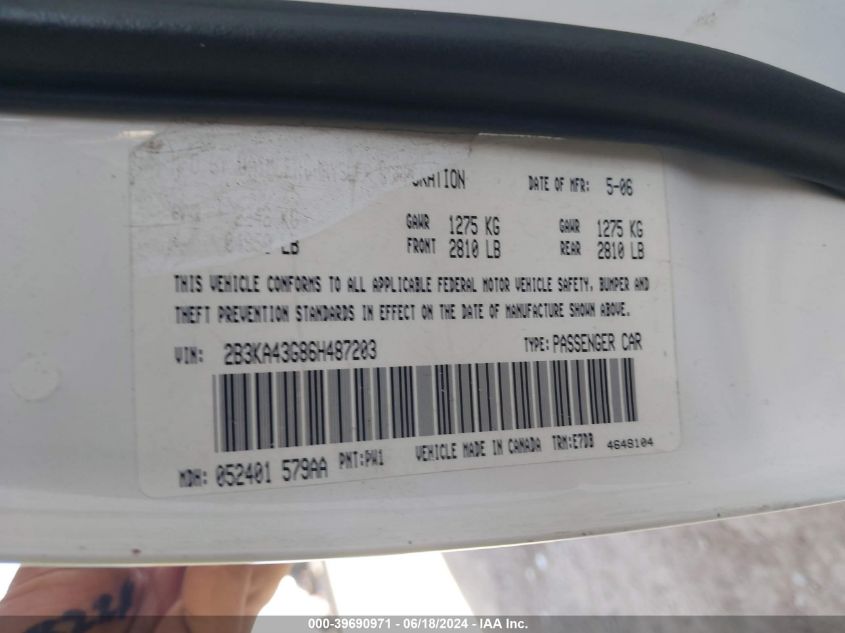 DATE OF MFR: 5-06
KG GAWR 1275 KG GAWR 1275 KG
LB FRONT 2810 LB REAR 2810 LB
THIS VEHICLE CONFORMS TO ALL APPLICABLE FEDERAL MOTOR VEHICLE SAFETY, BUMPER AND
THEFT PREVENTION STANDARDS IN EFFECT ON THE DATE OF MANUFACTURE SHOWN ABOVE.
VIN: 2B3KA43G86H487203 TYPE: PASSENGER CAR
MDH: 052401 579AA PNT: PW1 VEHICLE MADE IN CANADA TRM: E7DB 4648104
000-39690971 - 06/18/2024 - IAA Inc.